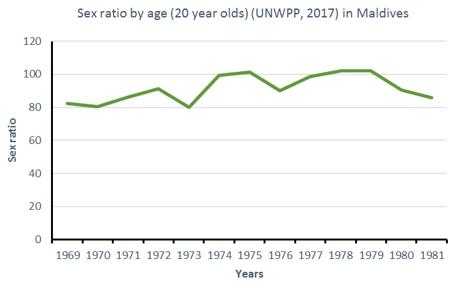 Sex ratio by age (20 year olds) (UNWPP, 2017) in Maldives
120
100
80
60
40
20
0
Sex ratio
1969 1970 1971 1972 1973 1974 1975 1976 1977 1978 1979 1980 1981
Years